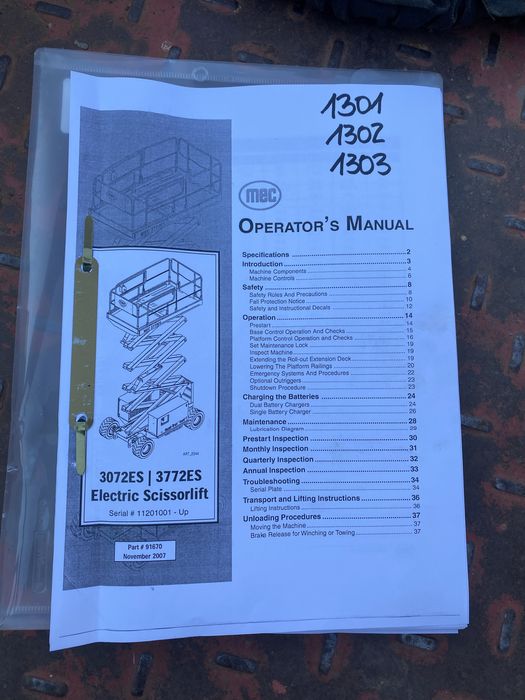 1301
1302
1303
mec
OPERATOR'S MANUAL
Specifications ........ 2
Introduction ........ 3
Machine Components ........ 4
Machine Controls ........ 6
Safety ........ 8
Safety Roles And Precautions ........ 8
Fall Protection Notice ........ 10
Safety and Instructional Decals ........ 12
Operation ........ 14
Prestart ........ 14
Base Control Operation And Checks ........ 15
Platform Control Operation and Checks ........ 16
Set Maintenance Lock ........ 19
Inspect Machine ........ 19
Extending the Roll-out Extension Deck ........ 19
Lowering The Platform Railings ........ 20
Emergency Systems And Procedures ........ 22
Optional Outriggers ........ 23
Shutdown Procedure ........ 23
Charging the Batteries ........ 24
Dual Battery Chargers ........ 24
Single Battery Charger ........ 26
Maintenance ........ 28
Lubrication Diagram ........ 29
Prestart Inspection ........ 30
Monthly Inspection ........ 31
Quarterly Inspection ........ 32
Annual Inspection ........ 33
Troubleshooting ........ 34
Serial Plate ........ 34
Transport and Lifting Instructions ........ 36
Lifting Instructions ........ 36
Unloading Procedures ........ 37
Moving the Machine ........ 37
Brake Release for Winching or Towing ........ 37
3072ES | 3772ES
Electric Scissorlift
Serial # 11201001 - Up
Part # 91670
November 2007